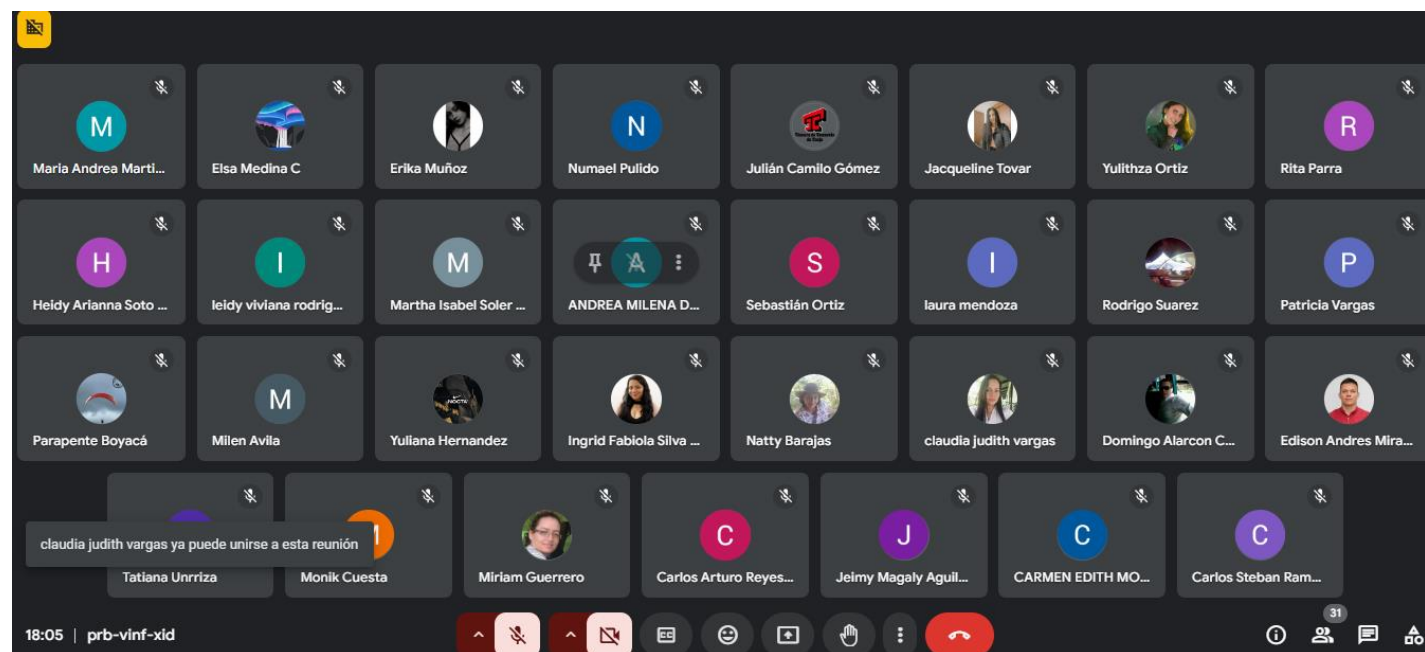 M
Maria Andrea Marti...
Elsa Medina C
Erika Muñoz
N
Numael Pulido
Julián Camilo Gómez
Jacqueline Tovar
Yulithza Ortiz
R
Rita Parra
H
Heidy Arianna Soto ...
l
leidy viviana rodrig...
M
Martha Isabel Soler ...
A
ANDREA MILENA D...
S
Sebastián Ortiz
l
laura mendoza
Rodrigo Suarez
P
Patricia Vargas
Parapente Boyacá
M
Milen Avila
Yuliana Hernandez
Ingrid Fabiola Silva ...
Natty Barajas
claudia judith vargas
Domingo Alarcon C...
Edison Andres Mira...
claudia judith vargas ya puede unirse a esta reunión
Tatiana Unrriza
Monik Cuesta
Miriam Guerrero
C
Carlos Arturo Reyes...
J
Jeimy Magaly Aguil...
C
CARMEN EDITH MO...
C
Carlos Steban Ram...
18:05 | prb-vinf-xid
CC
31